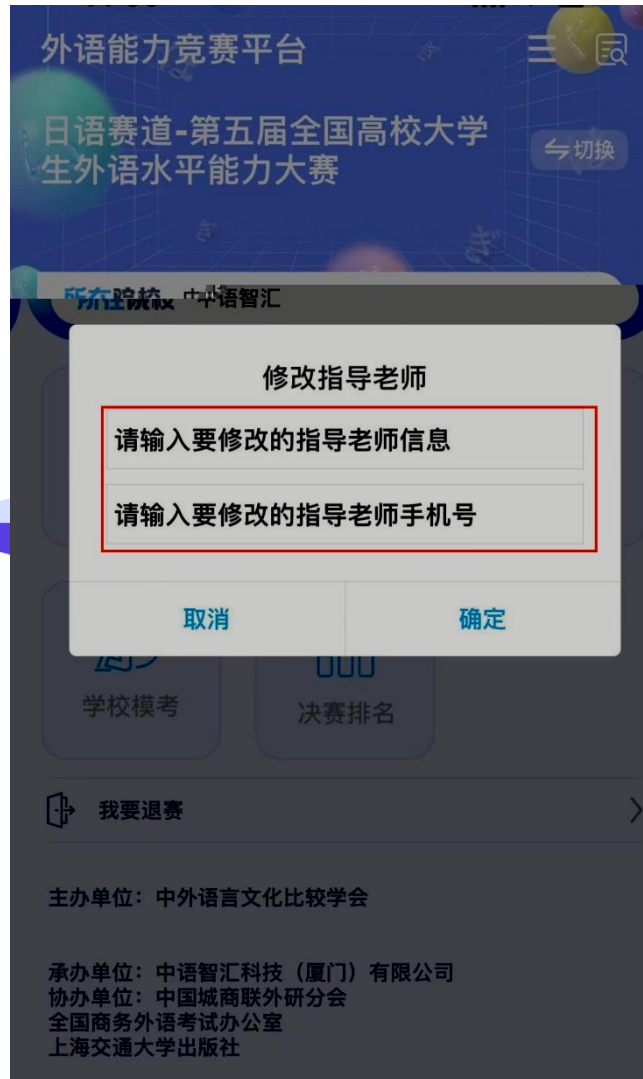 外语能力竞赛平台
日语赛道-第五届全国高校大学
生外语水平能力大赛
切换
所在院校 中语智汇
修改指导老师
请输入要修改的指导老师信息
请输入要修改的指导老师手机号
取消
确定
学校模考
决赛排名
我要退赛
主办单位：中外语言文化比较学会
承办单位：中语智汇科技（厦门）有限公司
协办单位：中国城商联外研分会
全国商务外语考试办公室
上海交通大学出版社